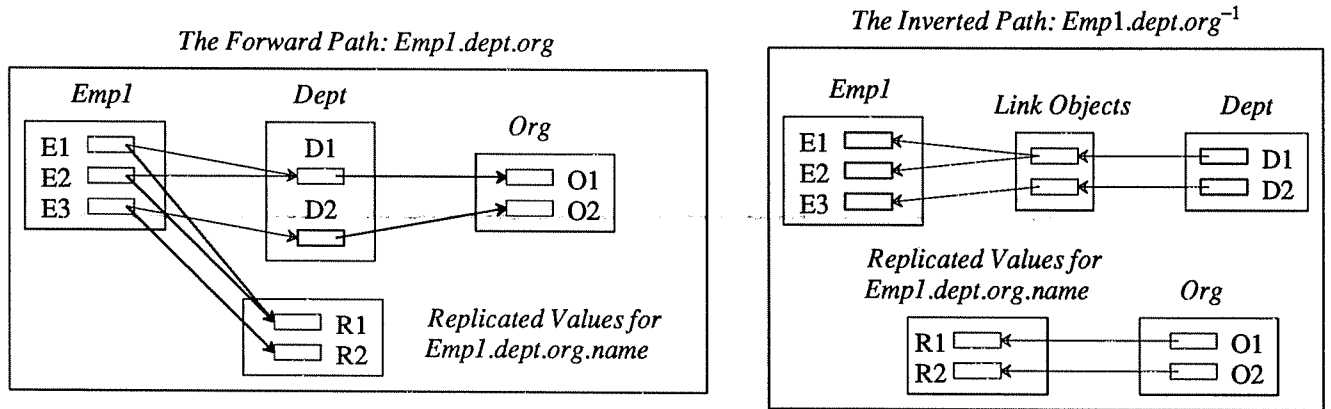 The Forward Path: Emp1.dept.org
Emp1
Dept
Org
E1
E2
E3
D1
D2
O1
O2
R1
R2
Replicated Values for
Emp1.dept.org.name
The Inverted Path: Emp1.dept.org⁻¹
Emp1
Link Objects
Dept
E1
E2
E3
D1
D2
Replicated Values for
Emp1.dept.org.name
Org
R1
R2
O1
O2